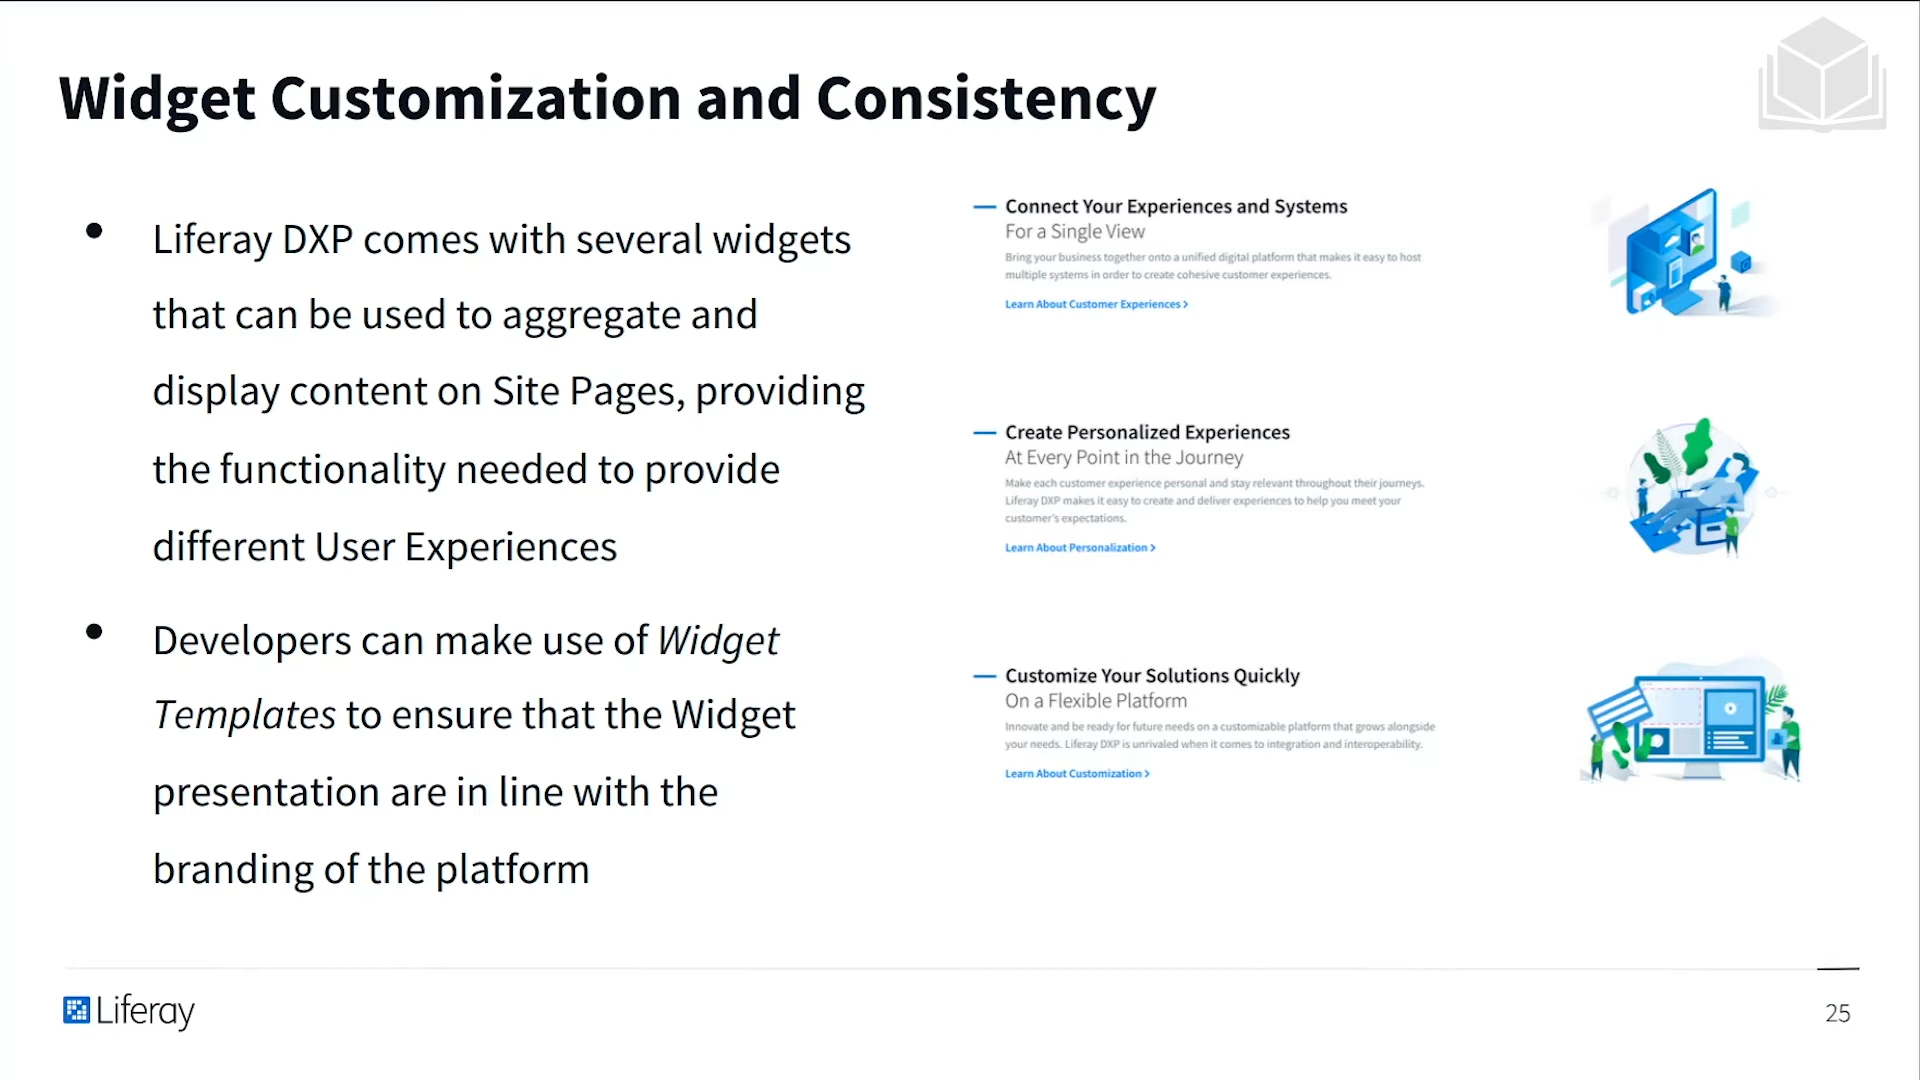 Widget Customization and Consistency
Liferay DXP comes with several widgets
that can be used to aggregate and
display content on Site Pages, providing
the functionality needed to provide
different User Experiences
Developers can make use of Widget
Templates to ensure that the Widget
presentation are in line with the
branding of the platform
Connect Your Experiences and Systems
For a Single View
Bring your business together onto a unified digital platform that makes it easy to host
multiple systems in order to create cohesive customer experiences.
Learn About Customer Experiences >
Create Personalized Experiences
At Every Point in the Journey
Make each customer experience personal and stay relevant throughout their journeys.
Liferay DXP makes it easy to create and deliver experiences to help you meet your
customer's expectations.
Learn About Personalization >
Customize Your Solutions Quickly
On a Flexible Platform
Innovate and be ready for future needs on a customizable platform that grows alongside
your needs. Liferay DXP is unrivaled when it comes to integration and interoperability.
Learn About Customization >
Liferay
25